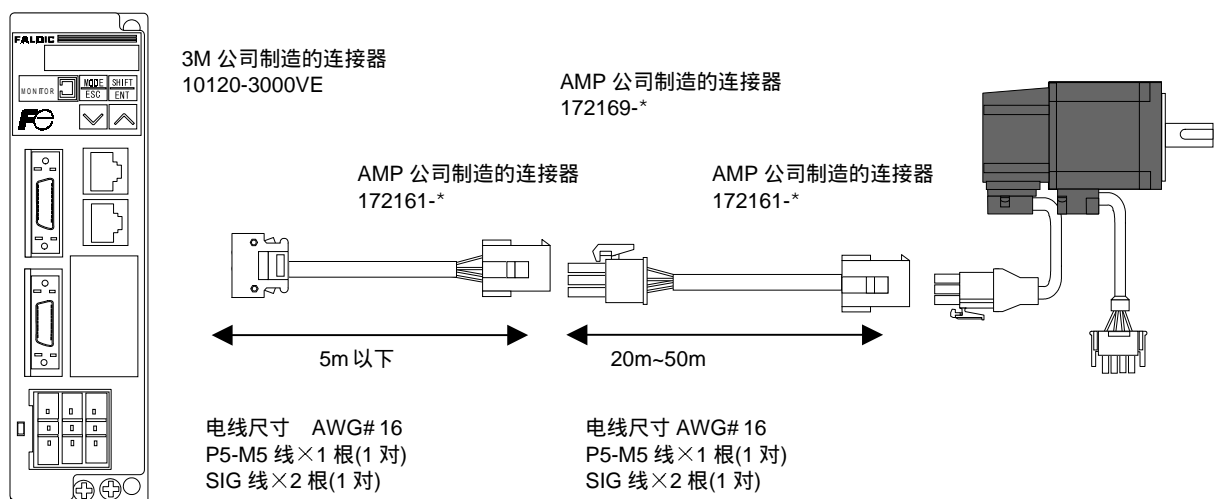 FALDIC
MONITOR
MODE
ESC
SHIFT
ENT
Fe
3M 公司制造的连接器
10120-3000VE
AMP 公司制造的连接器
172169-*
AMP 公司制造的连接器
172161-*
AMP 公司制造的连接器
172161-*
5m 以下
20m~50m
电线尺寸 AWG# 16
P5-M5 线×1 根(1 对)
SIG 线×2 根(1 对)
电线尺寸 AWG# 16
P5-M5 线×1 根(1 对)
SIG 线×2 根(1 对)